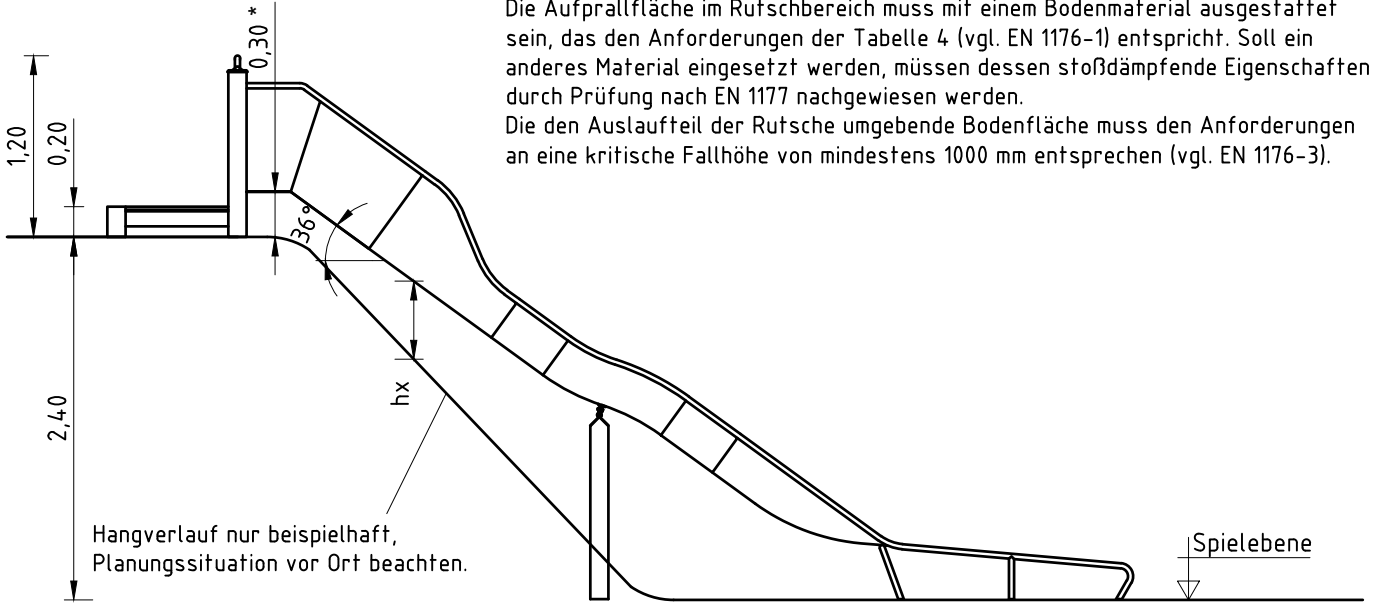 Die Aufprallfläche im Rutschbereich muss mit einem Bodenmaterial ausgestattet
sein, das den Anforderungen der Tabelle 4 (vgl. EN 1176-1) entspricht. Soll ein
anderes Material eingesetzt werden, müssen dessen stoßdämpfende Eigenschaften
durch Prüfung nach EN 1177 nachgewiesen werden.
Die den Auslaufteil der Rutsche umgebende Bodenfläche muss den Anforderungen
an eine kritische Fallhöhe von mindestens 1000 mm entsprechen (vgl. EN 1176-3).
0,30 *
1,20
0,20
36°
hx
2,40
Hangverlauf nur beispielhaft,
Planungssituation vor Ort beachten.
Spielebene